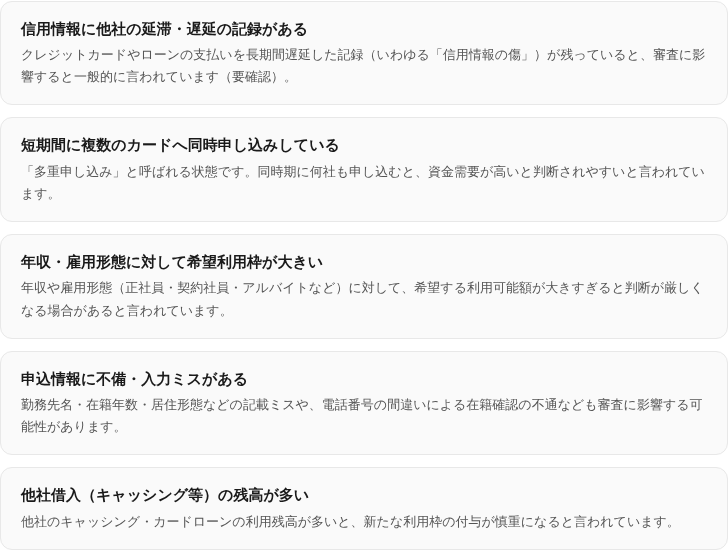 信用情報に他社の延滞・遅延の記録がある
クレジットカードやローンの支払いを長期間遅延した記録（いわゆる「信用情報の傷」）が残っていると、審査に影
響すると一般的に言われています（要確認）。
短期間に複数のカードへ同時申し込みしている
「多重申し込み」と呼ばれる状態です。同時期に何社も申し込むと、資金需要が高いと判断されやすいと言われてい
ます。
年収・雇用形態に対して希望利用枠が大きい
年収や雇用形態（正社員・契約社員・アルバイトなど）に対して、希望する利用可能額が大きすぎると判断が厳しく
なる場合があると言われています。
申込情報に不備・入力ミスがある
勤務先名・在籍年数・居住形態などの記載ミスや、電話番号の間違いによる在籍確認の不通なども審査に影響する可
能性があります。
他社借入（キャッシング等）の残高が多い
他社のキャッシング・カードローンの利用残高が多いと、新たな利用枠の付与が慎重になると言われています。